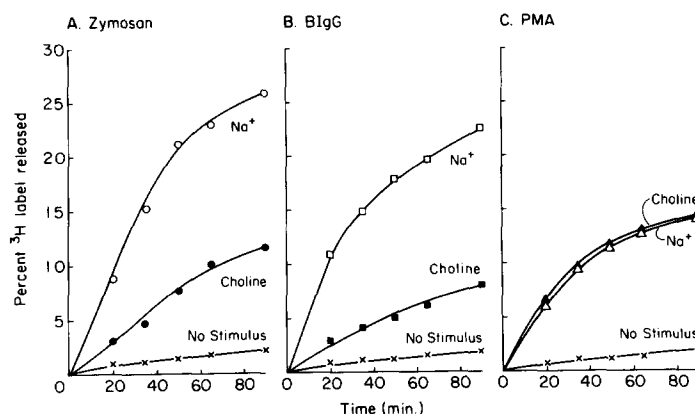 A. Zymosan
B. BIgG
C. PMA
Percent ³H label released
30
25
20
15
10
5
0
Na⁺
Choline
No Stimulus
20 40 60 80
0
Na⁺
Choline
No Stimulus
20 40 60 80
0
Choline
Na⁺
No Stimulus
20 40 60 80
Time (min.)